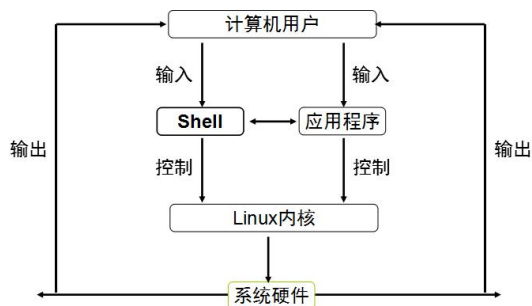 计算机用户
输入 输入
Shell 应用程序
输出 输出
控制 控制
Linux内核
系统硬件